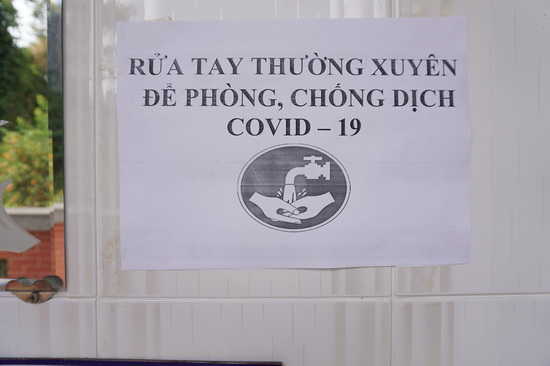 RỬA TAY THƯỜNG XUYÊN
ĐỂ PHÒNG, CHỐNG DỊCH
COVID – 19